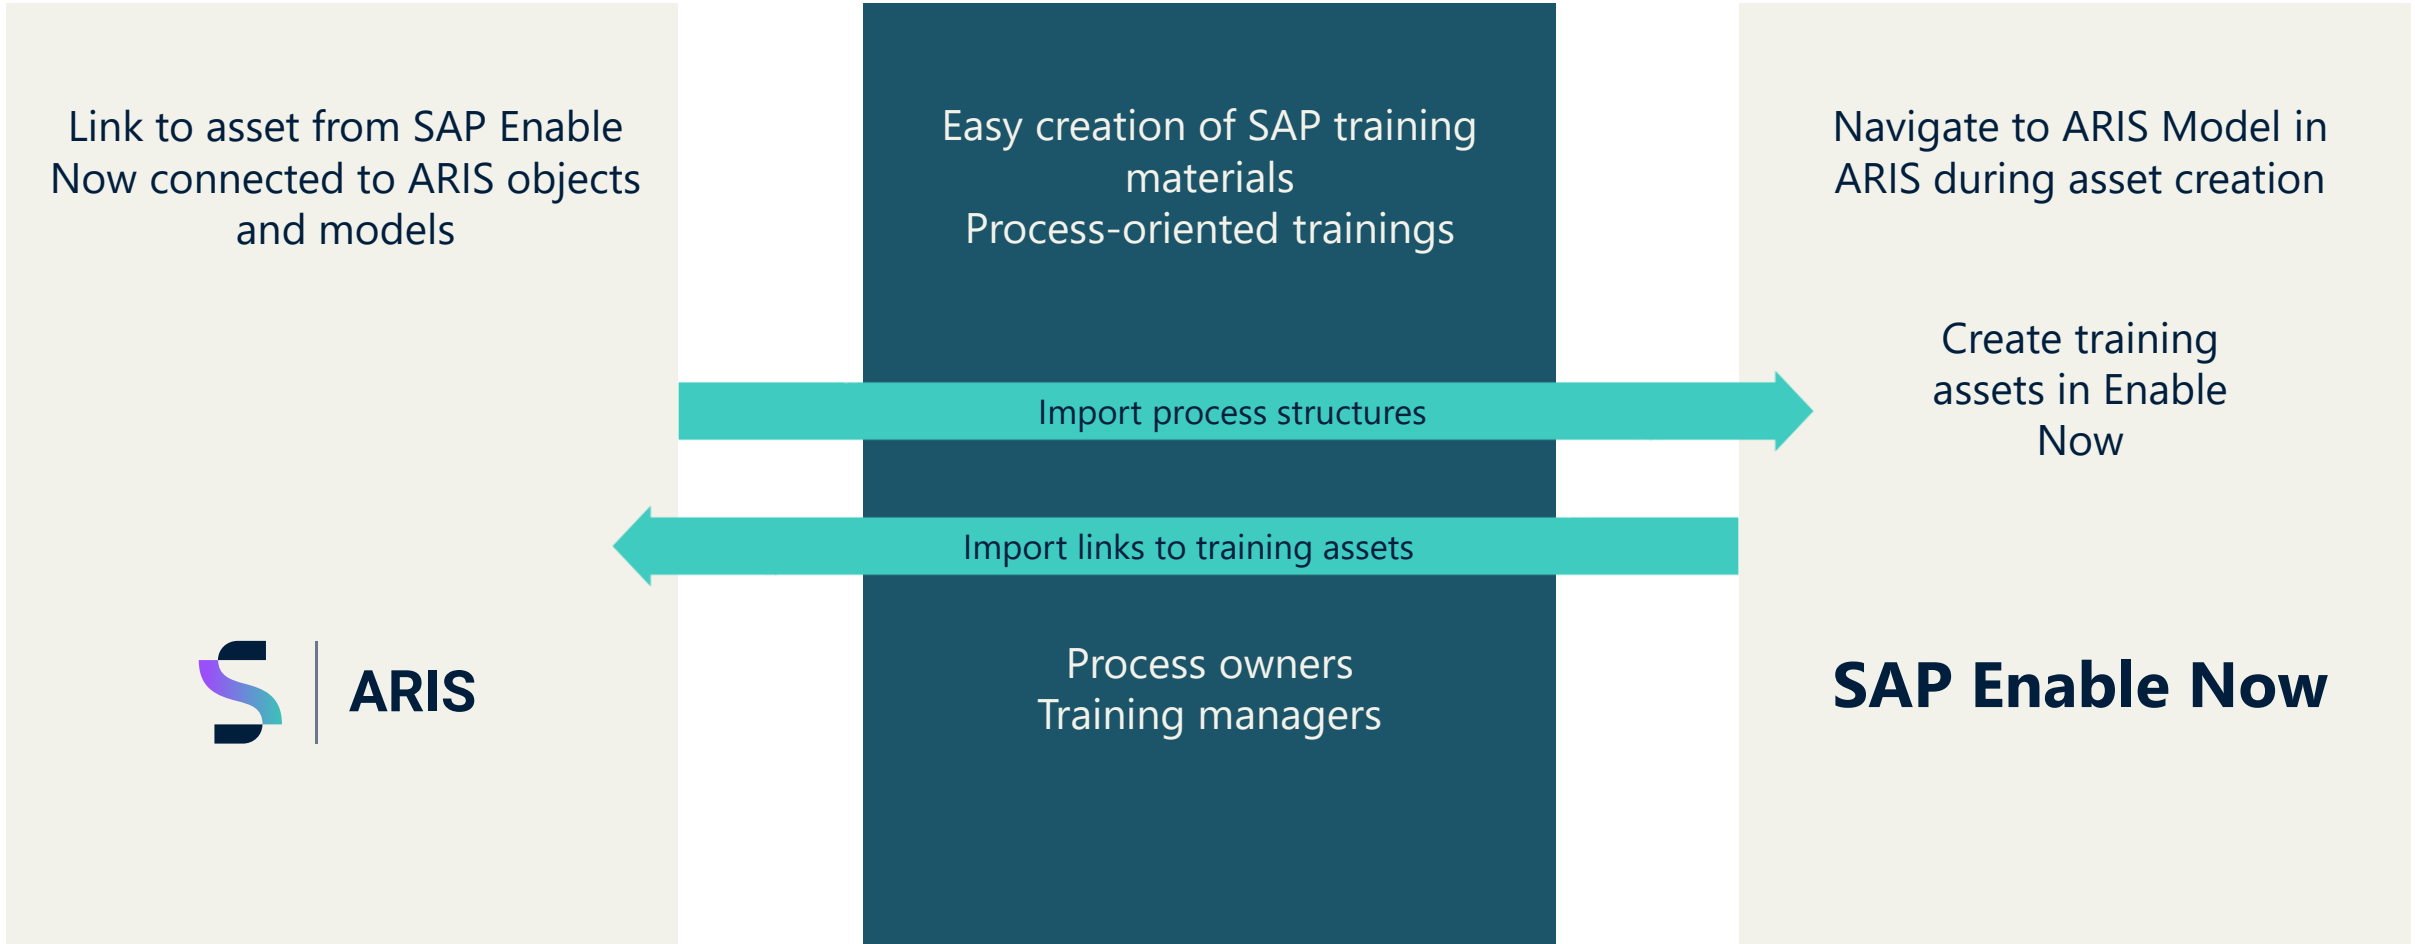 Link to asset from SAP Enable
Now connected to ARIS objects
and models
ARIS
Easy creation of SAP training
materials
Process-oriented trainings
Import process structures
Import links to training assets
Process owners
Training managers
Navigate to ARIS Model in
ARIS during asset creation
Create training
assets in Enable
Now
SAP Enable Now